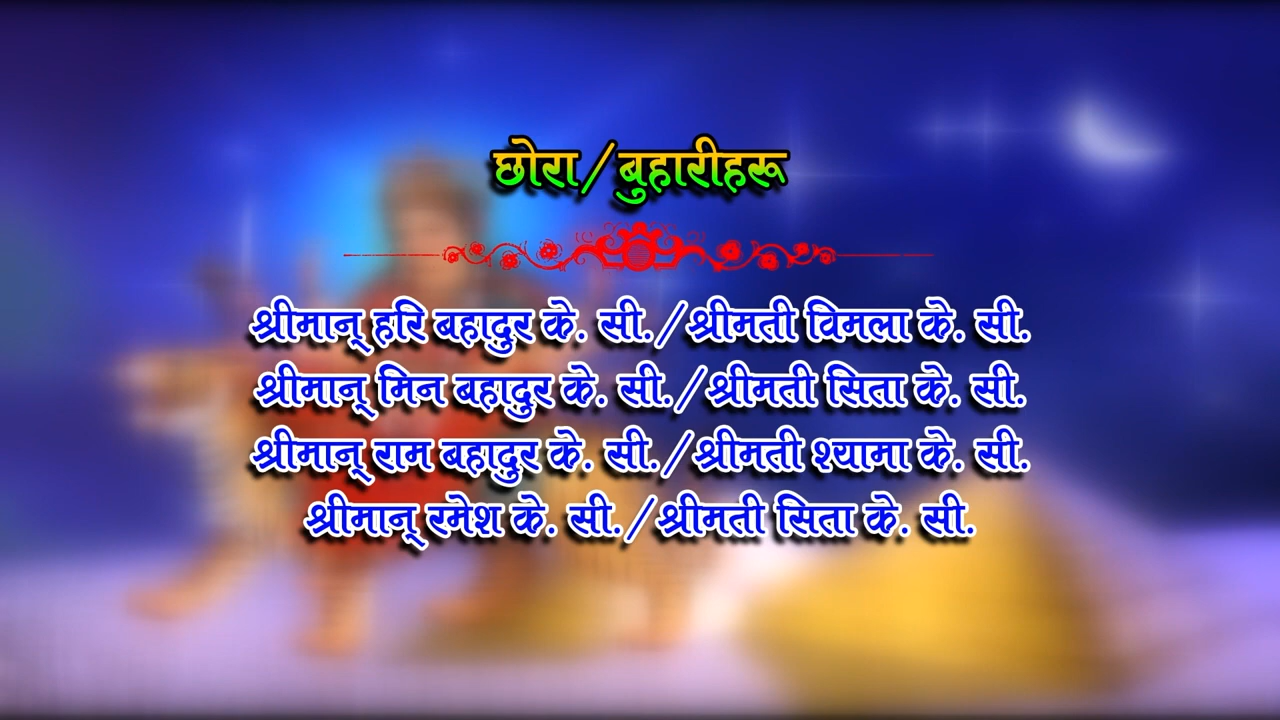 छोरा/बुहारीहरू
श्रीमान् हरि बहादुर के. सी./श्रीमती विमला के. सी.
श्रीमान् मिन बहादुर के. सी./श्रीमती सिता के. सी.
श्रीमान् राम बहादुर के. सी./श्रीमती श्यामा के. सी.
श्रीमान् रमेश के. सी./श्रीमती सिता के. सी.